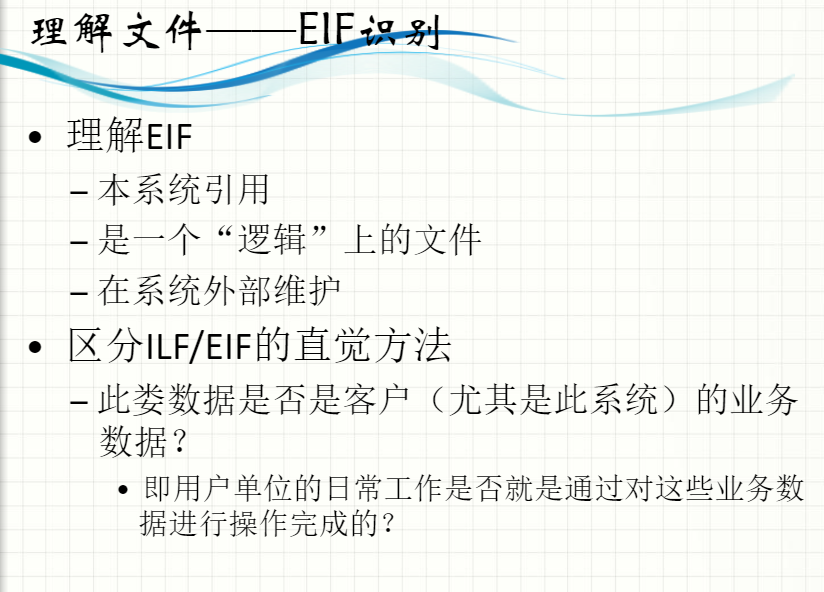 理解文件——EIF识别
• 理解EIF
– 本系统引用
– 是一个“逻辑”上的文件
– 在系统外部维护
• 区分ILF/EIF的直觉方法
– 此娄数据是否是客户（尤其是此系统）的业务
数据？
• 即用户单位的日常工作是否就是通过对这些业务数
据进行操作完成的？